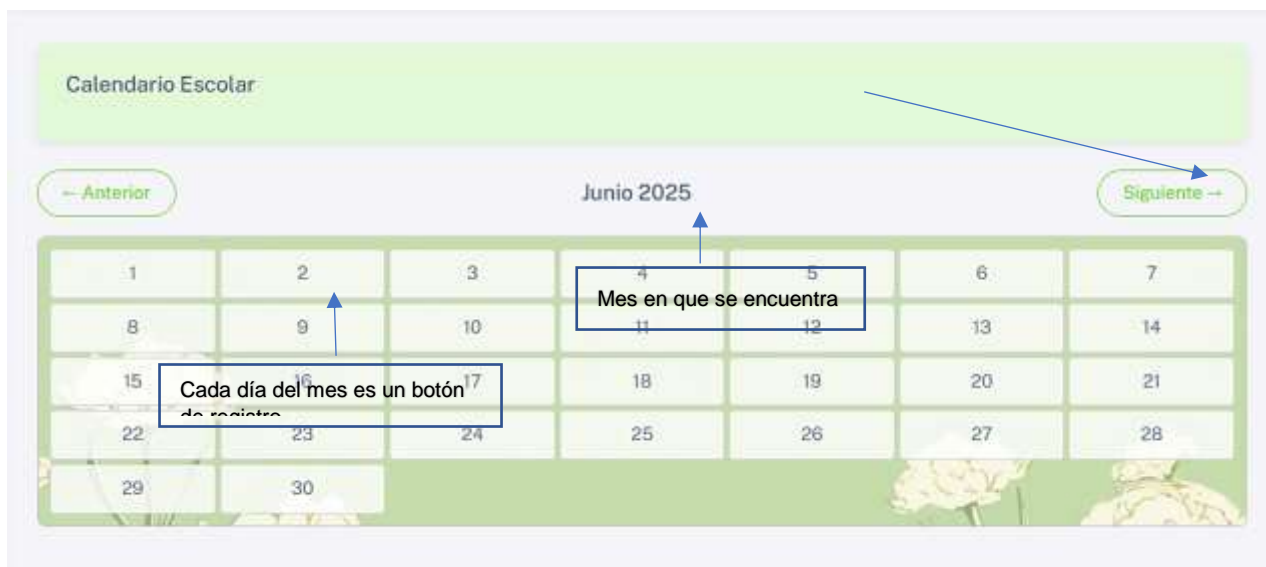 Calendario Escolar
← Anterior Junio 2025 Siguiente →
1 2 3 4 5 6 7
Mes en que se encuentra
8 9 10 11 12 13 14
15 16 17 18 19 20 21
Cada día del mes es un botón
de registro
22 23 24 25 26 27 28
29 30